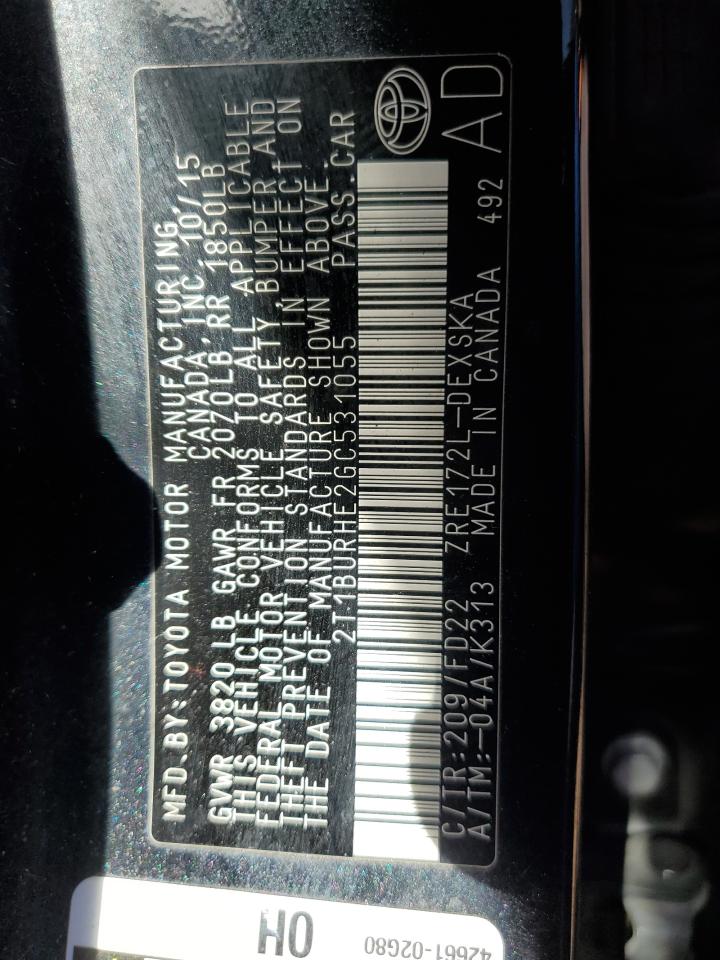 MFD.BY:TOYOTA MOTOR MANUFACTURING,
CANADA,INC. 10/15
GVWR 3820LB GAWR FR 2070LB,RR 1850LB
THIS VEHICLE CONFORMS TO ALL APPLICABLE
FEDERAL MOTOR VEHICLE SAFETY,BUMPER,AND
THEFT PREVENTION STANDARDS IN EFFECT ON
THE DATE OF MANUFACTURE SHOWN ABOVE.
2T1BURHE2GC531055 PASS.CAR
C/TR:209/FD22 ZRE172L-DEXSKA
A/TM:-04A/K313 MADE IN CANADA 492
AD
OH
42661-02G80